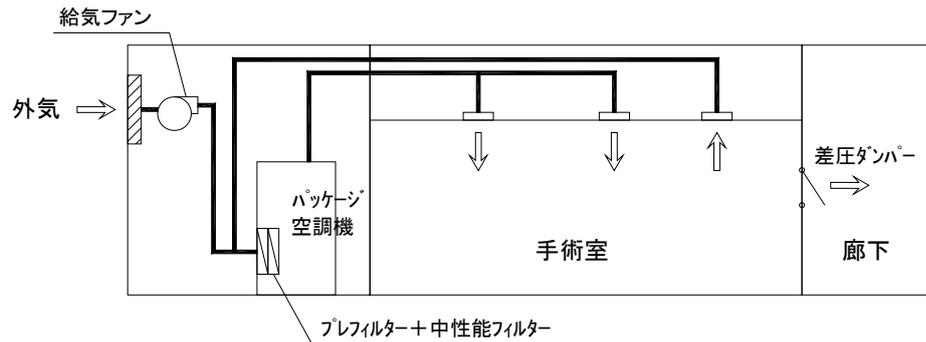 給気ファン
外気
パッケージ
空調機
差圧ダンパー
手術室
廊下
プレフィルター＋中性能フィルター